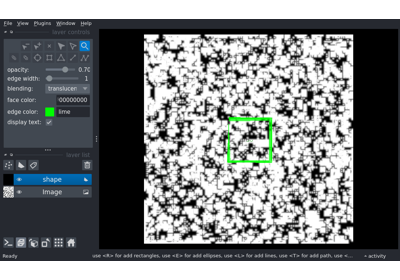 File View Plugins Window Help
layer controls
opacity: 0.70
edge width: 1
blending: translucen
face color: 00000000
edge color: lime
display text:
layer list
shape
Image
Ready
use <R> for add rectangles, use <E> for add ellipses, use <L> for add lines, use <T> for add path, use <...
activity